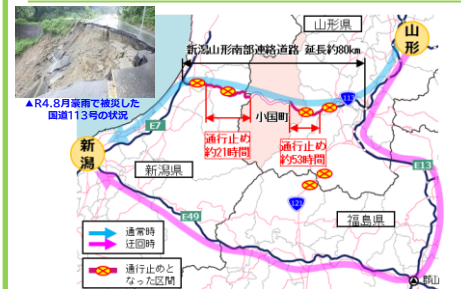 山形県
新潟山形南部連絡道路 延長約80km
山形
▲R4.8月豪雨で被災した
国道113号の状況
113
小国町
E7
通行止め
約21時間
通行止め
約53時間
新潟
新潟県
E13
121
E49
福島県
通常時
迂回時
通行止めと
なった区間
郡山